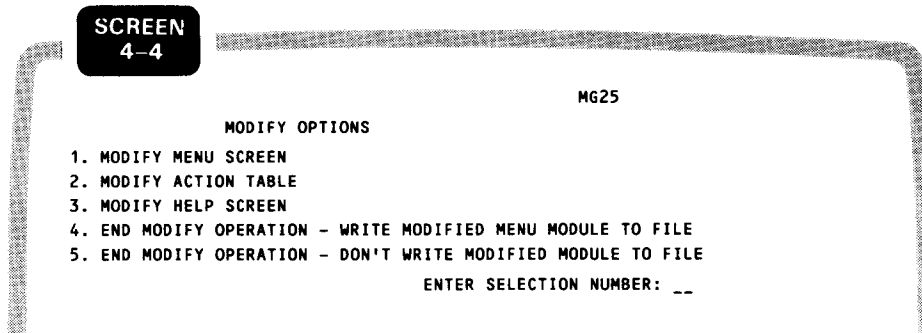 SCREEN
4-4
MG25
MODIFY OPTIONS
1. MODIFY MENU SCREEN
2. MODIFY ACTION TABLE
3. MODIFY HELP SCREEN
4. END MODIFY OPERATION - WRITE MODIFIED MENU MODULE TO FILE
5. END MODIFY OPERATION - DON'T WRITE MODIFIED MODULE TO FILE
ENTER SELECTION NUMBER: __